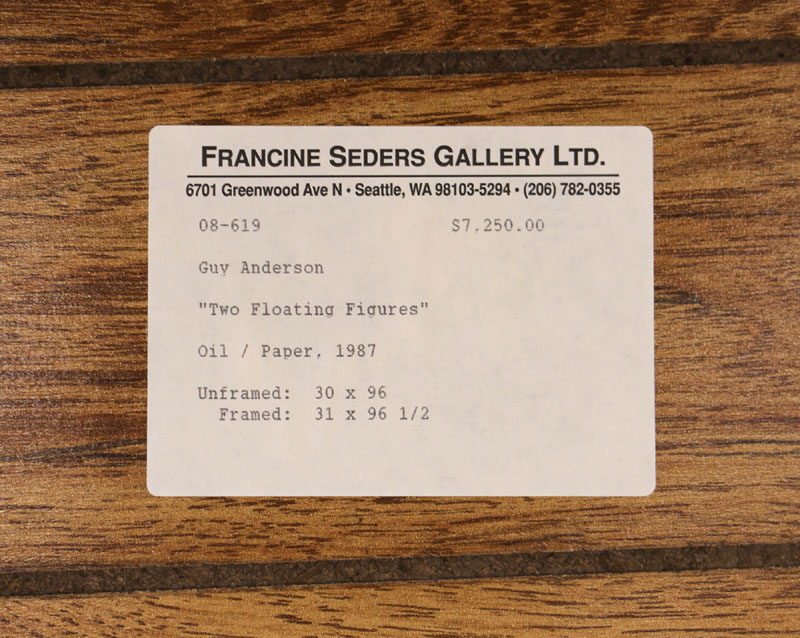 FRANCINE SEDERS GALLERY LTD.
6701 Greenwood Ave N • Seattle, WA 98103-5294 • (206) 782-0355
08-619 $7,250.00
Guy Anderson
"Two Floating Figures"
Oil / Paper, 1987
Unframed: 30 x 96
Framed: 31 x 96 1/2